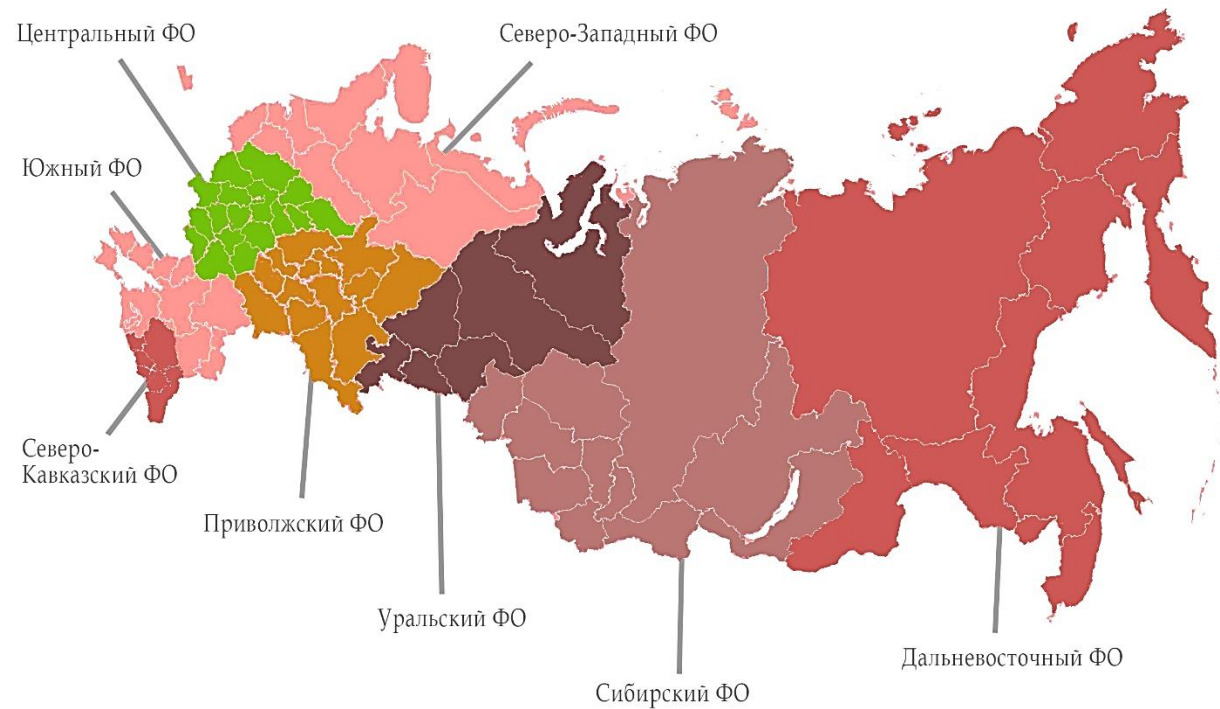 Центральный ФО
Северо-Западный ФО
Южный ФО
Северо-
Кавказский ФО
Приволжский ФО
Уральский ФО
Сибирский ФО
Дальневосточный ФО